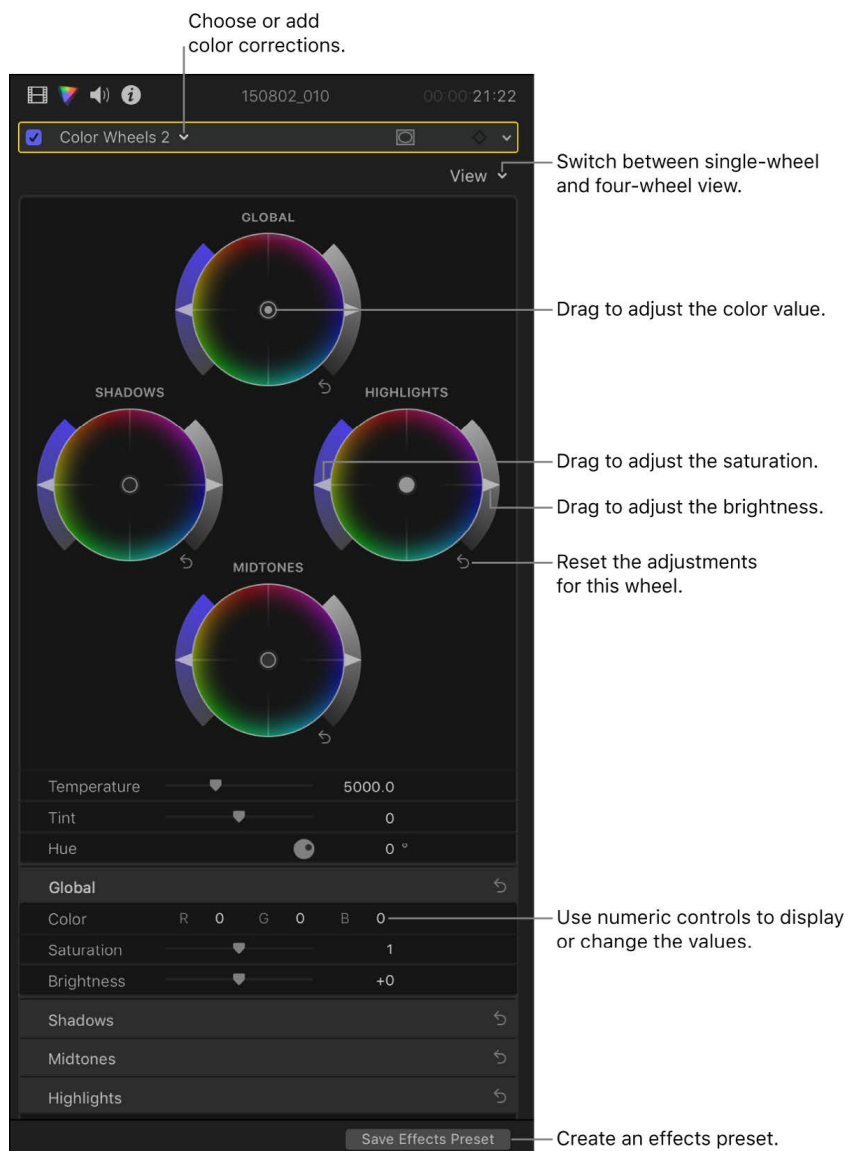 Choose or add
color corrections.
150802_010 00:00:21:22
Color Wheels 2
View
Switch between single-wheel
and four-wheel view.
GLOBAL
Drag to adjust the color value.
SHADOWS HIGHLIGHTS
Drag to adjust the saturation.
Drag to adjust the brightness.
Reset the adjustments
for this wheel.
MIDTONES
Temperature 5000.0
Tint 0
Hue 0 °
Global
Color R 0 G 0 B 0
Use numeric controls to display
or change the values.
Saturation 1
Brightness +0
Shadows
Midtones
Highlights
Save Effects Preset
Create an effects preset.